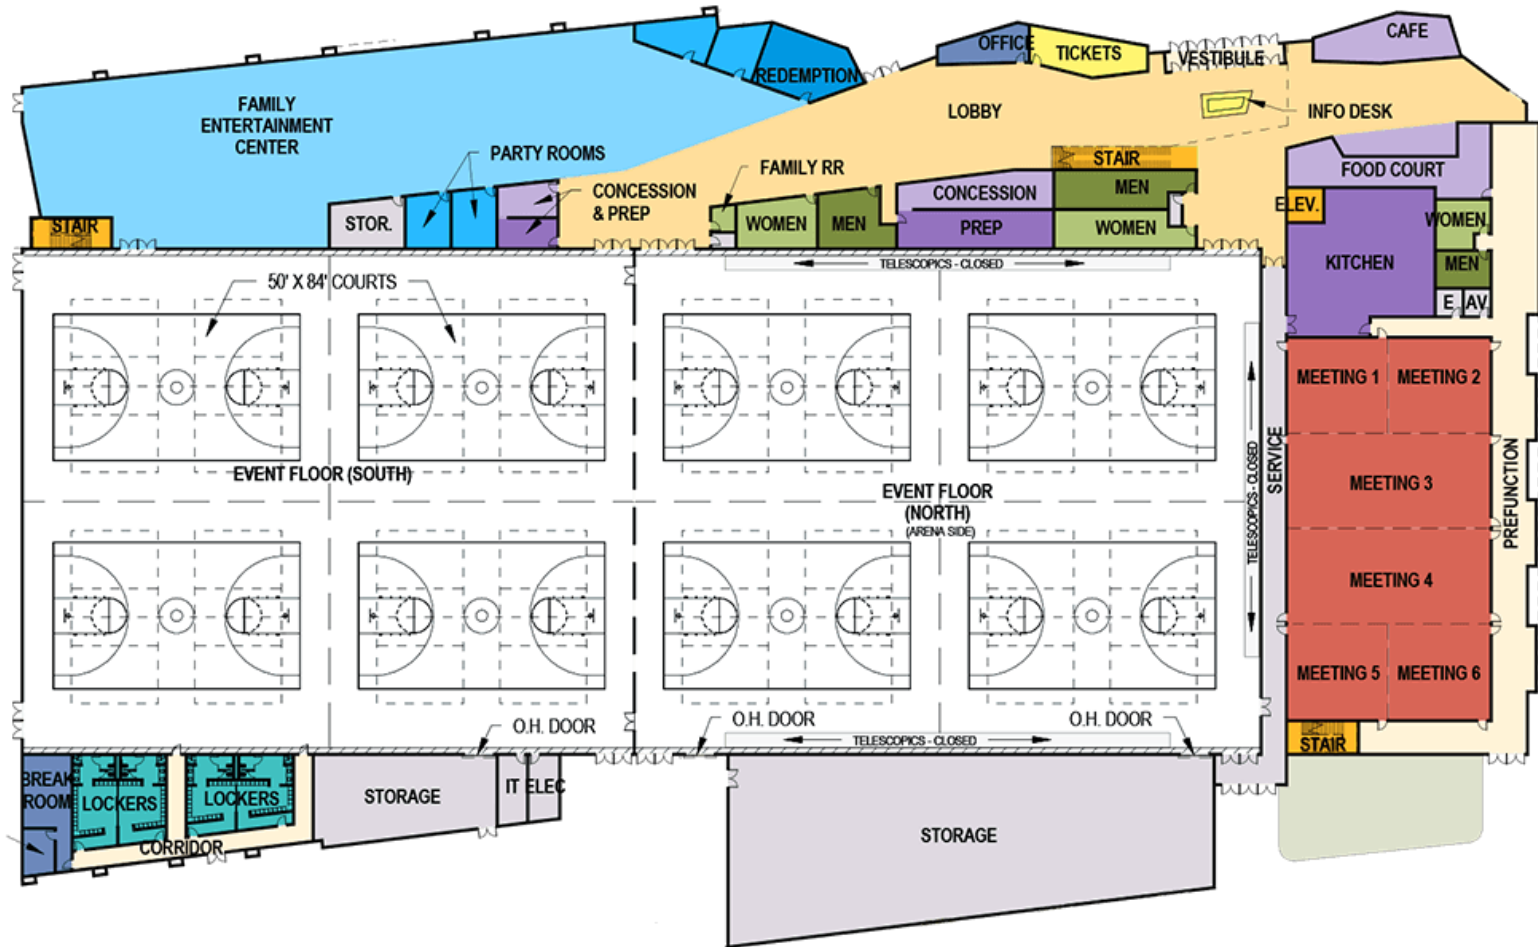 CAFE
OFFICE
TICKETS
VESTIBULE
REDEMPTION
FAMILY
ENTERTAINMENT
CENTER
LOBBY
INFO DESK
PARTY ROOMS
FAMILY RR
STAIR
FOOD COURT
CONCESSION
& PREP
CONCESSION
MEN
ELEV.
STAIR
STOR.
WOMEN
MEN
PREP
WOMEN
WOMEN
KITCHEN
MEN
TELESCOPICS - CLOSED
50' X 84' COURTS
E
AV
MEETING 1
MEETING 2
SERVICE
TELESCOPICS - CLOSED
EVENT FLOOR (SOUTH)
EVENT FLOOR
(NORTH)
(ARENA SIDE)
MEETING 3
PREFUNCTION
MEETING 4
MEETING 5
MEETING 6
O.H. DOOR
O.H. DOOR
O.H. DOOR
TELESCOPICS - CLOSED
STAIR
BREAK
ROOM
LOCKERS
LOCKERS
STORAGE
IT
ELEC
CORRIDOR
STORAGE